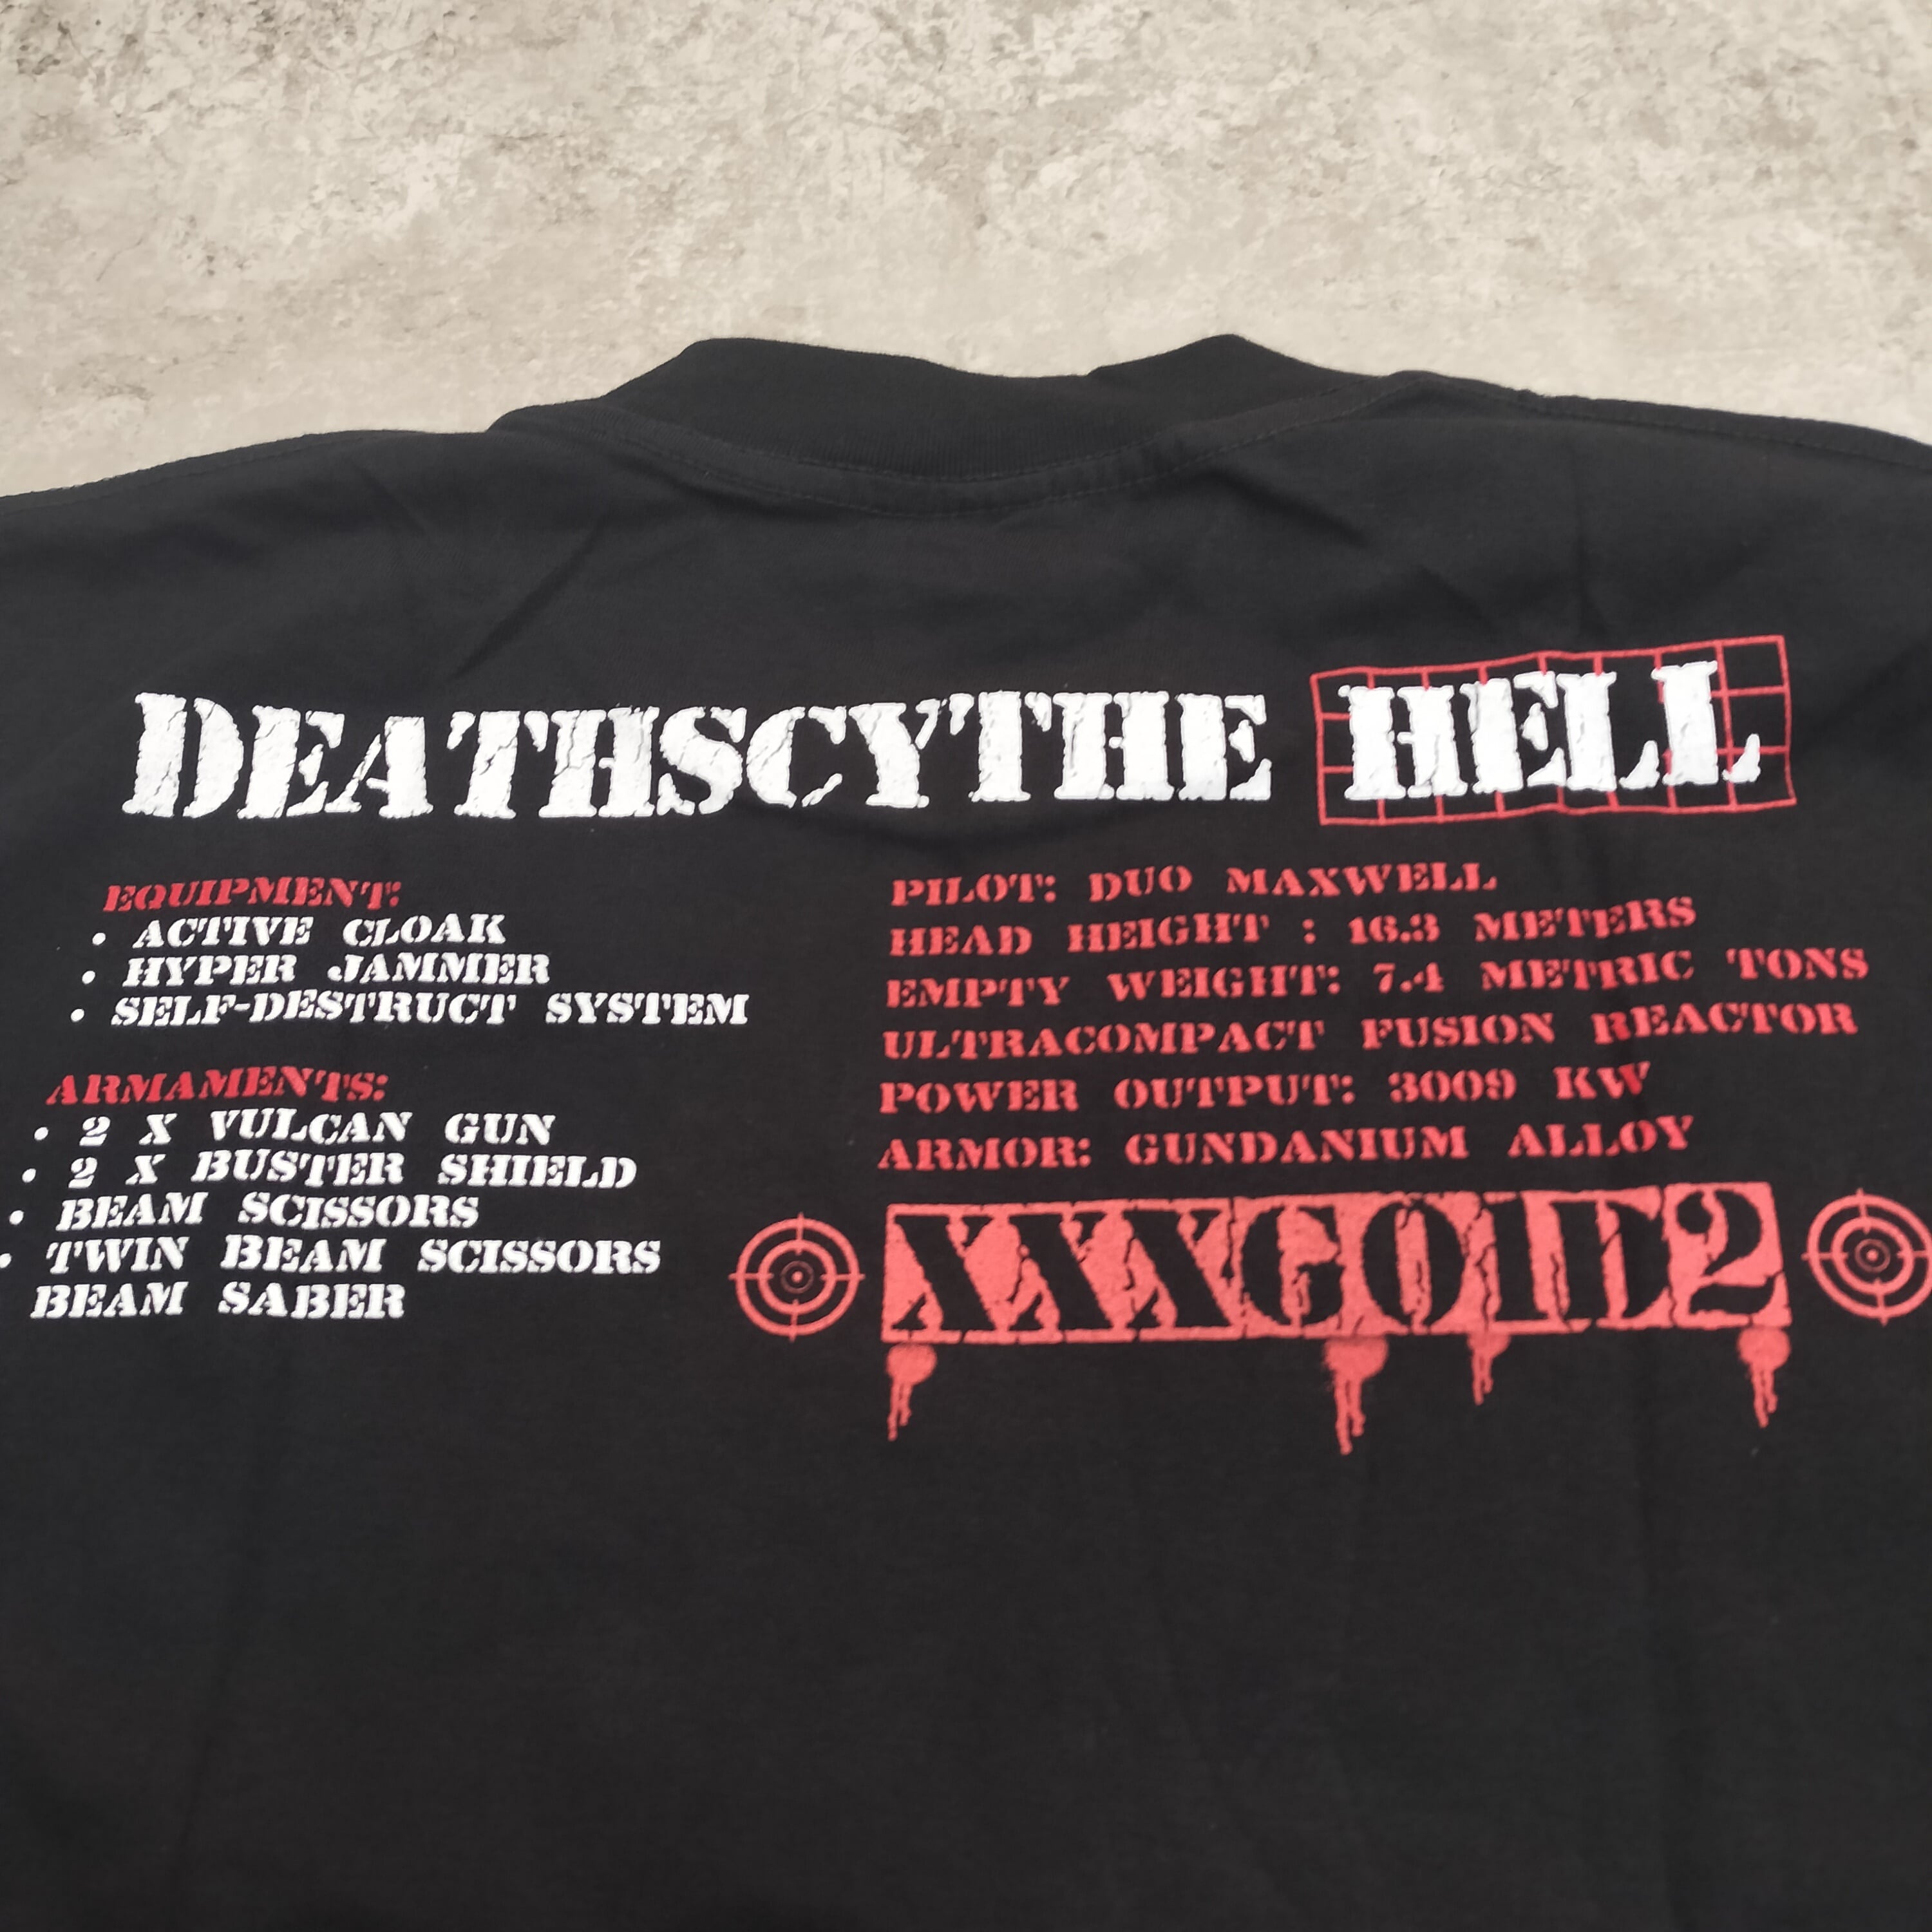 DEATHSCYTHE HELL
EQUIPMENT:
• ACTIVE CLOAK
• HYPER JAMMER
• SELF-DESTRUCT SYSTEM
ARMAMENTS:
• 2 X VULCAN GUN
• 2 X BUSTER SHIELD
• BEAM SCISSORS
• TWIN BEAM SCISSORS
BEAM SABER
PILOT: DUO MAXWELL
HEAD HEIGHT : 16.3 METERS
EMPTY WEIGHT: 7.4 METRIC TONS
ULTRACOMPACT FUSION REACTOR
POWER OUTPUT: 3009 KW
ARMOR: GUNDANIUM ALLOY
XXXG01D2